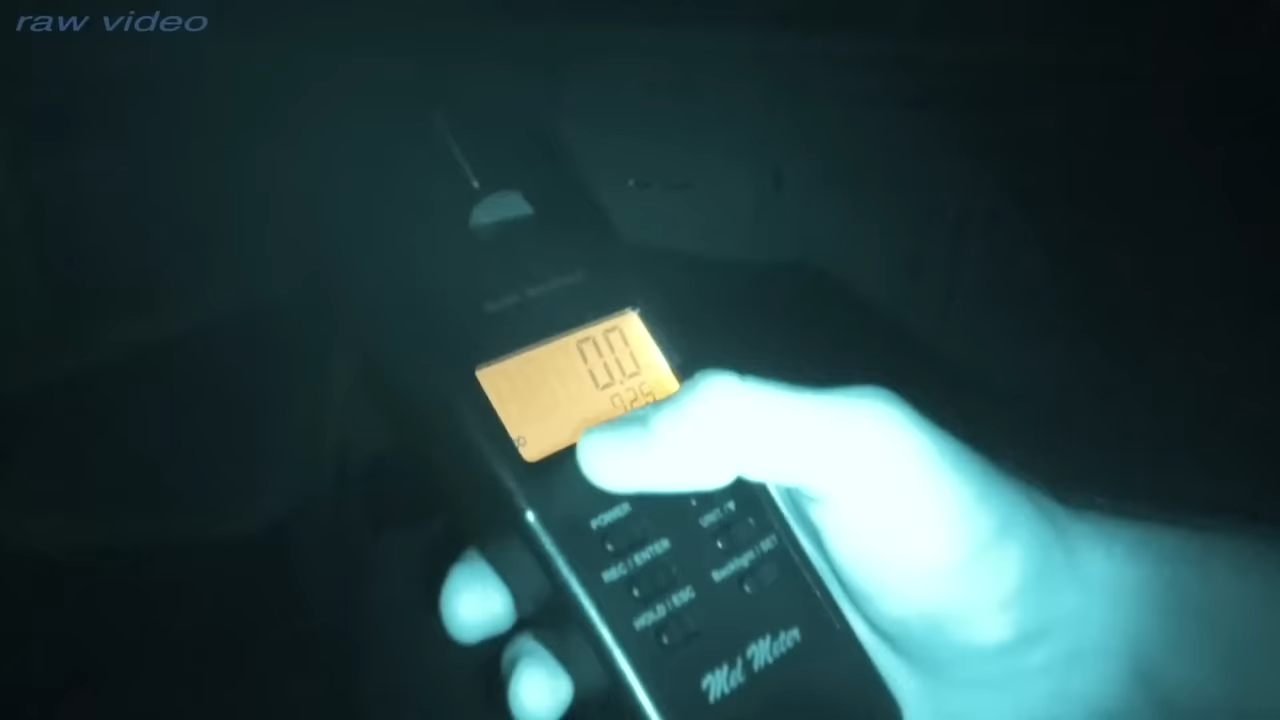 raw video
0.0
92.6
POWER
UNIT / ▼
REC / ENTER
Backlight / SET
HOLD / ESC
Mel Meter